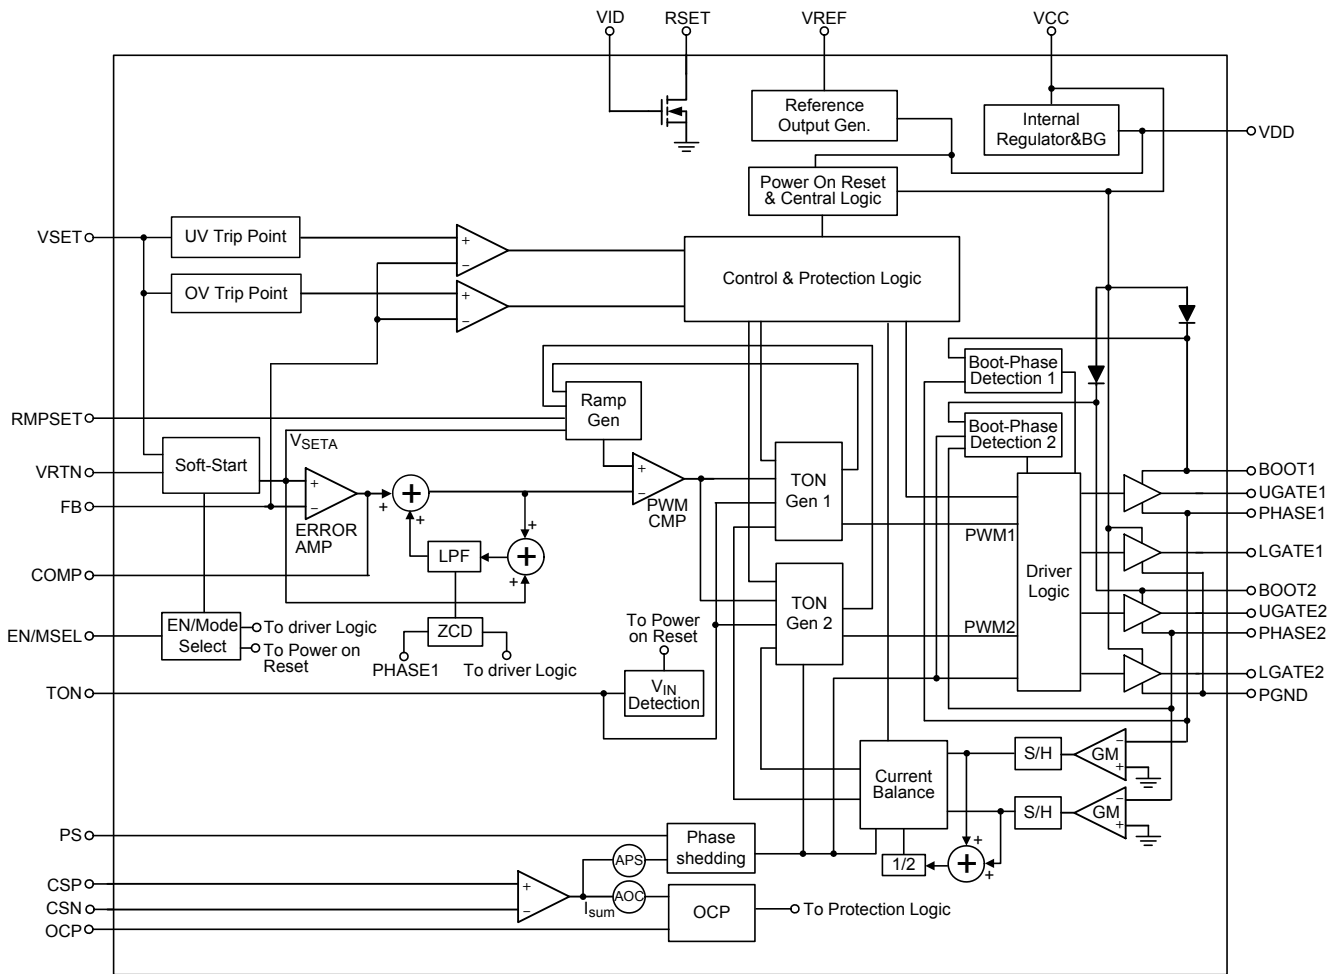 VID
RSET
VREF
VCC
Reference
Output Gen.
Internal
Regulator&BG
VDD
Power On Reset
& Central Logic
VSET
UV Trip Point
+
−
OV Trip Point
+
−
Control & Protection Logic
Boot-Phase
Detection 1
Boot-Phase
Detection 2
RMPSET
Ramp
Gen
VSETA
VRTN
Soft-Start
FB
+
−
ERROR
AMP
+
+
+
+
−
PWM
CMP
TON
Gen 1
PWM1
BOOT1
UGATE1
PHASE1
LGATE1
BOOT2
UGATE2
PHASE2
LGATE2
PGND
COMP
LPF
+
+
+
Driver
Logic
TON
Gen 2
PWM2
EN/MSEL
EN/Mode
Select
To driver Logic
To Power on
Reset
ZCD
PHASE1
To driver Logic
To Power
on Reset
TON
VIN
Detection
Current
Balance
S/H
GM
−
+
S/H
GM
−
+
PS
Phase
shedding
1/2
+
+
+
CSP
CSN
OCP
+
−
Isum
APS
AOC
OCP
To Protection Logic